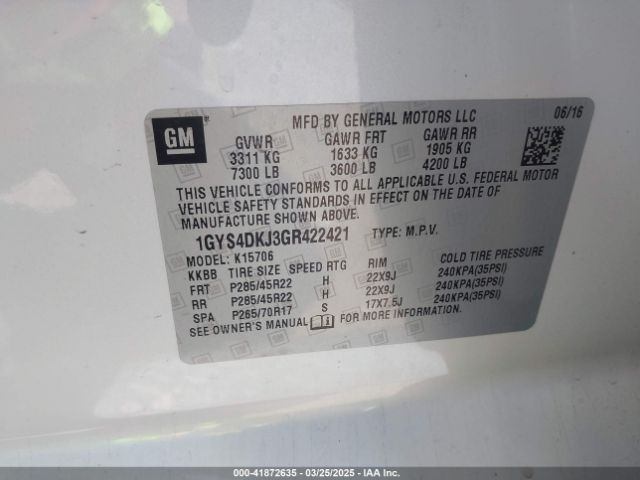 GM
MFD BY GENERAL MOTORS LLC 06/16
GVWR GAWR FRT GAWR RR
3311 KG 1633 KG 1905 KG
7300 LB 3600 LB 4200 LB
THIS VEHICLE CONFORMS TO ALL APPLICABLE U.S. FEDERAL MOTOR
VEHICLE SAFETY STANDARDS IN EFFECT ON THE DATE OF
MANUFACTURE SHOWN ABOVE.
1GYS4DKJ3GR422421 TYPE: M.P.V.
MODEL: K15706
KKBB TIRE SIZE SPEED RTG RIM COLD TIRE PRESSURE
FRT P285/45R22 H 22X9J 240KPA(35PSI)
RR P285/45R22 H 22X9J 240KPA(35PSI)
SPA P265/70R17 S 17X7.5J 240KPA(35PSI)
SEE OWNER'S MANUAL FOR MORE INFORMATION
000-41872635 - 03/25/2025 - IAA Inc.